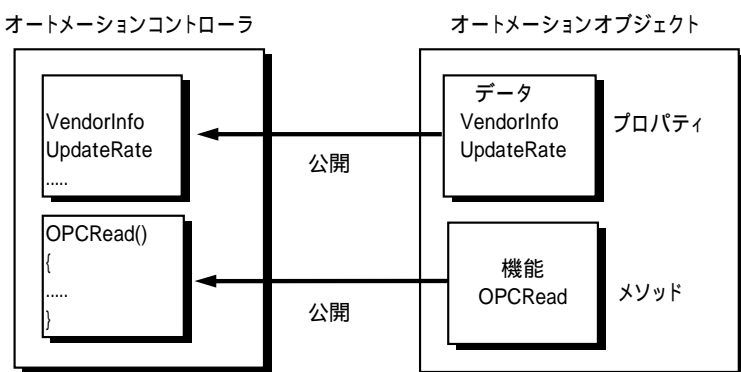 オートメーションコントローラ
オートメーションオブジェクト
VendorInfo
UpdateRate
.....
公開
データ
VendorInfo
UpdateRate
プロパティ
OPCRead()
{
.....
}
公開
機能
OPCRead
メソッド